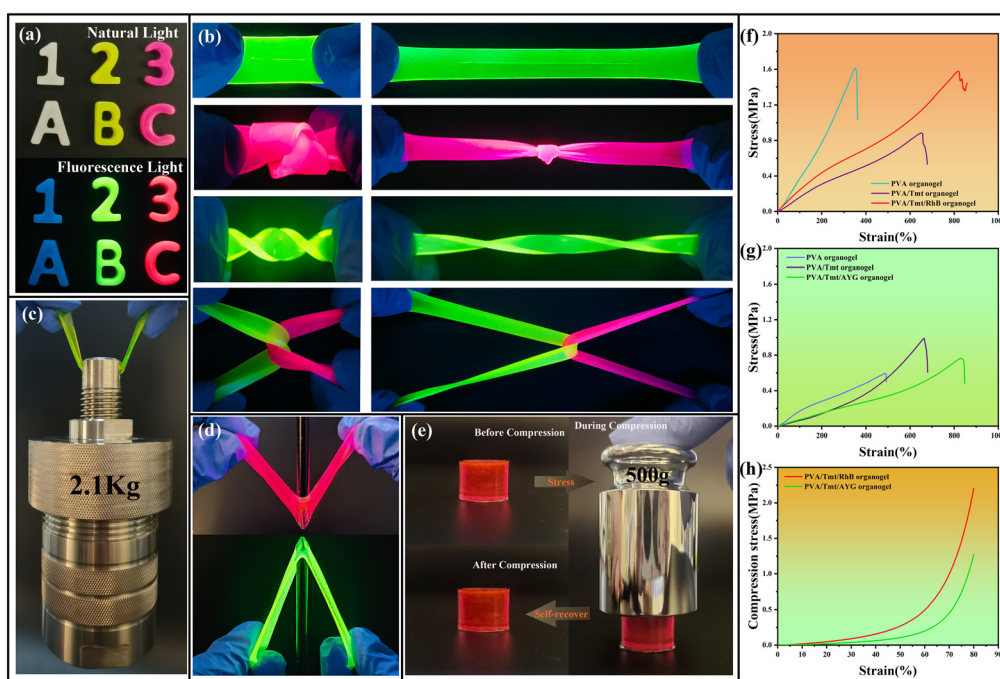 (a)
Natural Light
1 2 3
A B C
Fluorescence Light
1 2 3
A B C
(b)
(c)
2.1Kg
(d)
(e)
Before Compression
During Compression
Stress
500g
After Compression
Self-recover
(f)
Stress(MPa)
2.0
1.6
1.2
0.8
0.4
0.0
PVA organogel
PVA/Tmt organogel
PVA/Tmt/RhB organogel
0 200 400 600 800 100
Strain(%)
(g)
Stress(MPa)
2.0
1.6
1.2
0.8
0.4
0.0
PVA organogel
PVA/Tmt organogel
PVA/Tmt/AYG organogel
0 200 400 600 800 100
Strain(%)
(h)
Compression stress(MPa)
2.5
2.0
1.5
1.0
0.5
0.0
PVA/Tmt/RhB organogel
PVA/Tmt/AYG organogel
0 10 20 30 40 50 60 70 80 90
Strain(%)